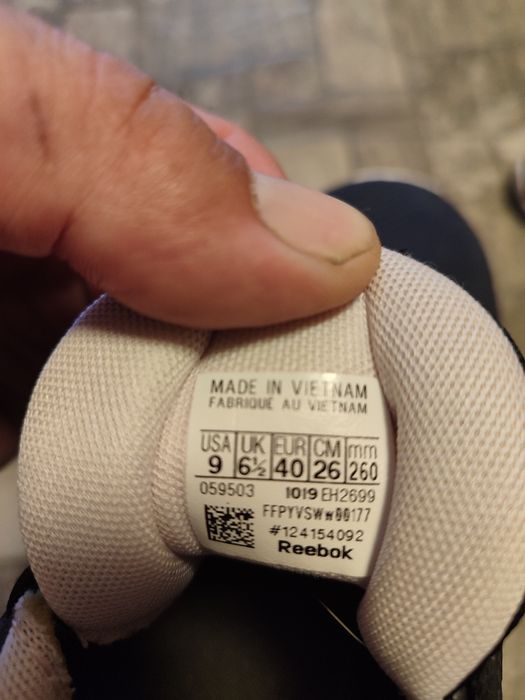 MADE IN VIETNAM
FABRIQUE AU VIETNAM
USA UK EUR CM mm
9 6½ 40 26 260
059503 1019 EH2699
FFPYVSWW00177
#124154092
Reebok